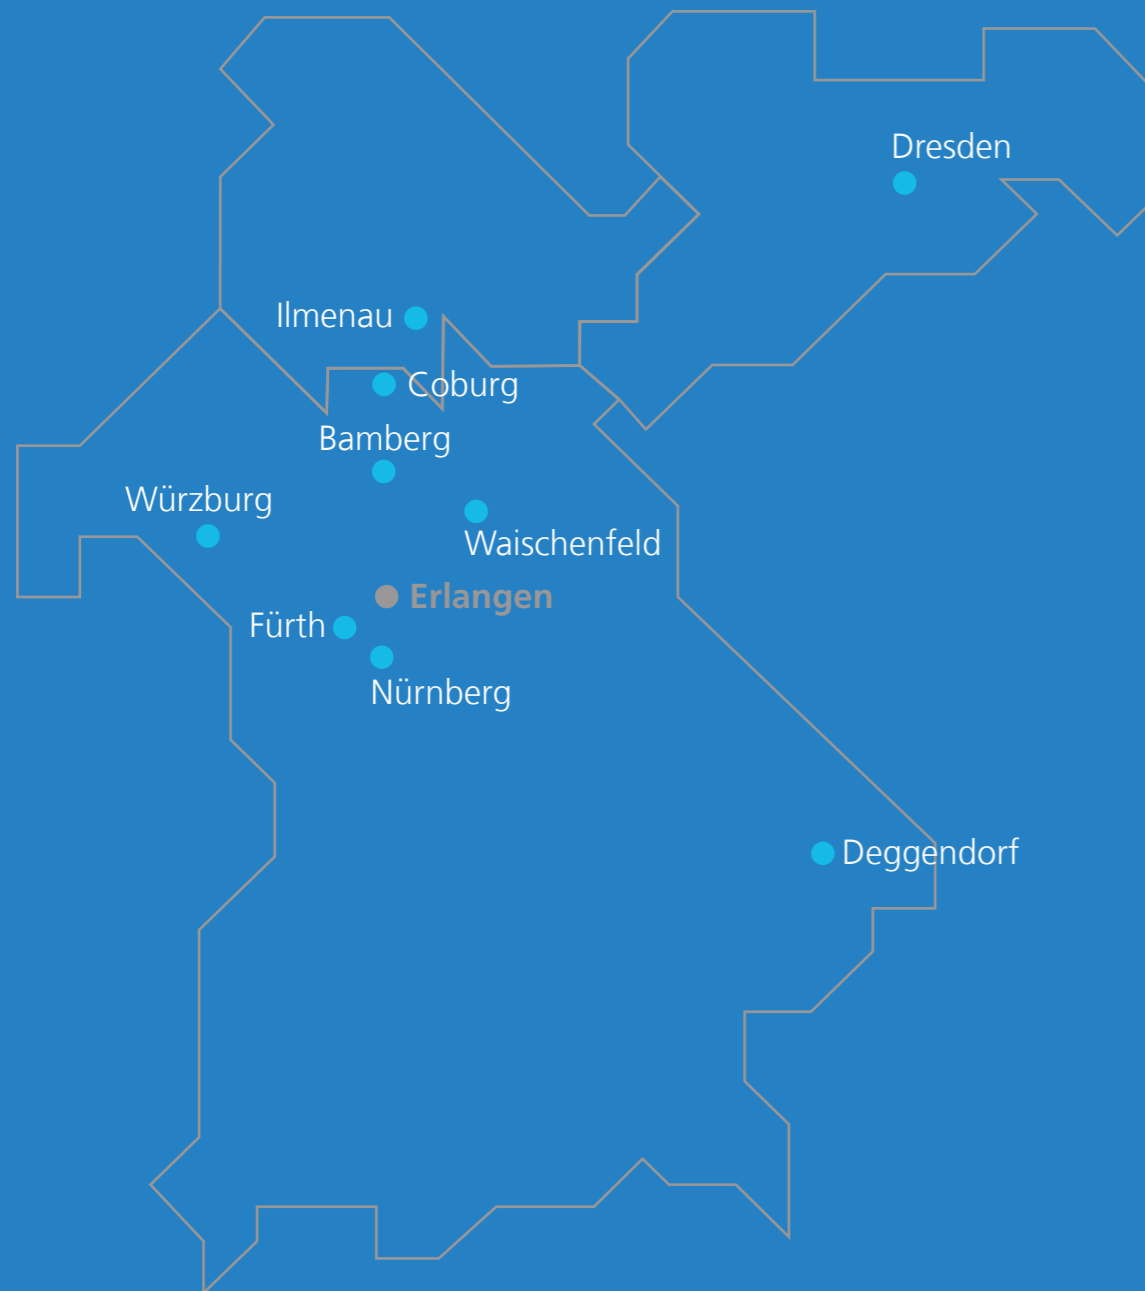 Dresden
Ilmenau
Coburg
Bamberg
Würzburg
Waischenfeld
Erlangen
Fürth
Nürnberg
Deggendorf